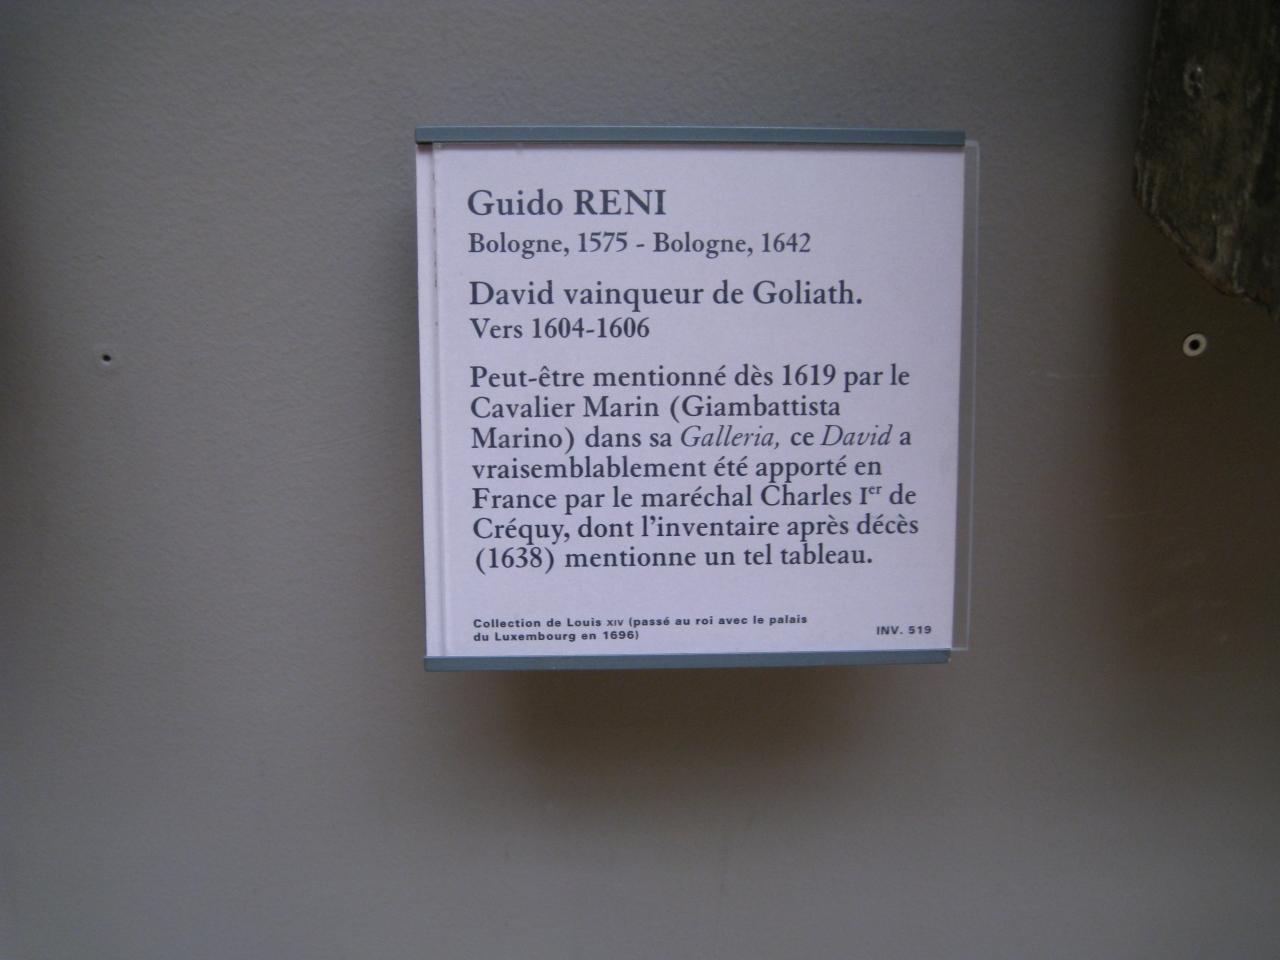 Guido RENI
Bologne, 1575 - Bologne, 1642
David vainqueur de Goliath.
Vers 1604-1606
Peut-être mentionné dès 1619 par le
Cavalier Marin (Giambattista
Marino) dans sa Galleria, ce David a
vraisemblablement été apporté en
France par le maréchal Charles Ier de
Créquy, dont l'inventaire après décès
(1638) mentionne un tel tableau.
Collection de Louis XIV (passé au roi avec le palais
du Luxembourg en 1696)
INV. 519